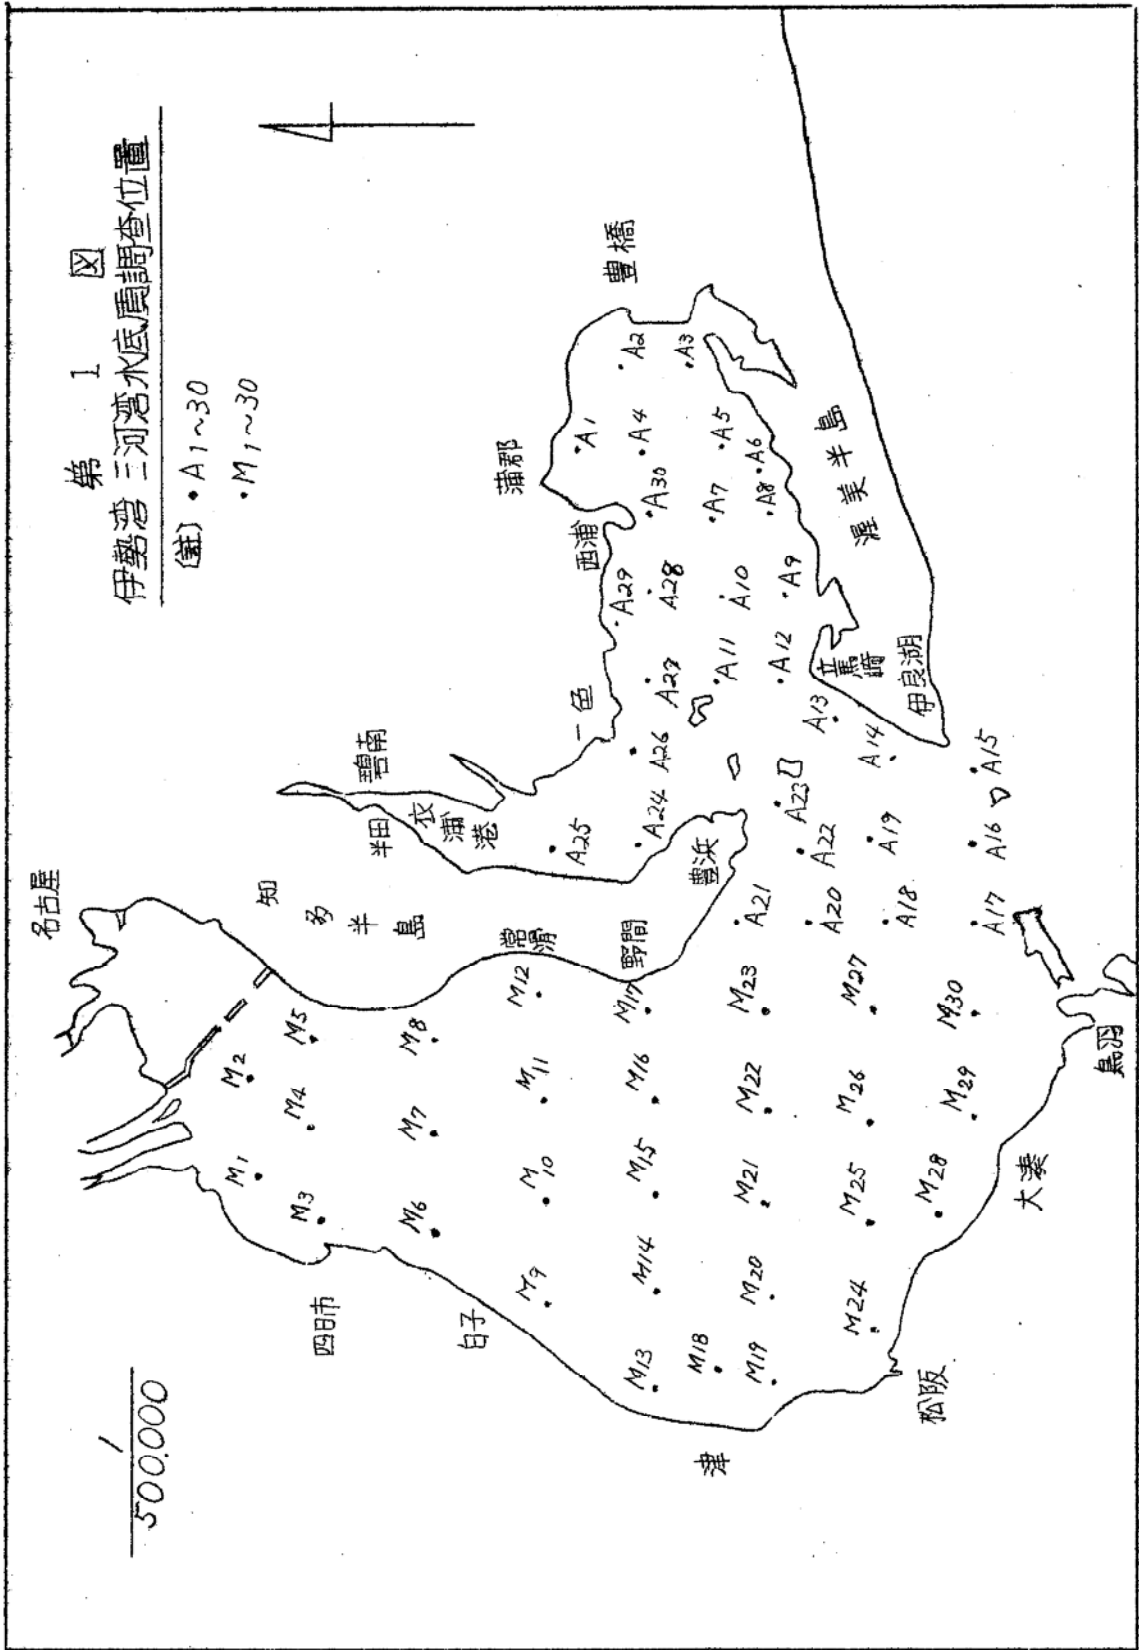 第 1 図
伊勢湾 三河湾水底質調査位置
(註) • A1~30
• M1~30
1
500.000
名古屋
知多半島
半田
衣浦港
碧南
一色
西浦
蒲郡
豊橋
渥美半島
立馬崎
伊良湖
常滑
野間
豊浜
四日市
白子
津
松阪
大湊
鳥羽
M1
M2
M3
M4
M5
M6
M7
M8
M9
M10
M11
M12
M13
M14
M15
M16
M17
M18
M19
M20
M21
M22
M23
M24
M25
M26
M27
M28
M29
M30
A1
A2
A3
A4
A5
A6
A7
A8
A9
A10
A11
A12
A13
A14
A15
A16
A17
A18
A19
A20
A21
A22
A23
A24
A25
A26
A27
A28
A29
A30